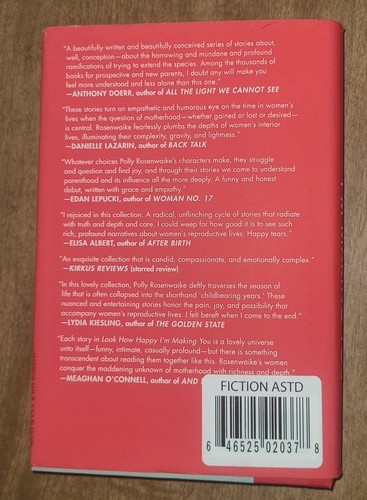 "A beautifully written and beautifully conceived series of stories about,
well, conception—about the harrowing and mundane and profound
ramifications of trying to extend the species. Among the thousands of
books for prospective and new parents, I doubt any will make you
feel more understood and less alone than this one."
—ANTHONY DOERR, author of ALL THE LIGHT WE CANNOT SEE
"These stories turn an empathetic and humorous eye on the time in women's
lives when the question of motherhood—whether gained or lost or desired—
is central. Rosenwaike fearlessly plumbs the depths of women's interior
lives, illuminating their complexity, gravity, and lightness."
—DANIELLE LAZARIN, author of BACK TALK
"Whatever choices Polly Rosenwaike's characters make, they struggle
and question and find joy, and through their stories we come to understand
parenthood and its influence all the more deeply. A funny and honest
debut, written with grace and empathy."
—EDAN LEPUCKI, author of WOMAN NO. 17
"I rejoiced in this collection. A radical, unflinching cycle of stories that radiate
with truth and depth and care. I could weep for how good it is to see such
rich, profound narratives about women's reproductive lives. Happy tears."
—ELISA ALBERT, author of AFTER BIRTH
"An exquisite collection that is candid, compassionate, and emotionally complex."
—KIRKUS REVIEWS (starred review)
"In this lovely collection, Polly Rosenwaike deftly traverses the season of
life that is often collapsed into the shorthand 'childbearing years.' These
nuanced and entertaining stories honor the pain, joy, and possibility that
accompany women's reproductive lives. I felt bereft when I came to the end."
—LYDIA KIESLING, author of THE GOLDEN STATE
"Each story in Look How Happy I'm Making You is a lovely universe
unto itself—funny, intimate, casually profound—but there is something
transcendent about reading them together like this. Rosenwaike's women
conquer the maddening unknown of motherhood with richness and depth."
—MEAGHAN O'CONNELL, author of AND
FICTION ASTD
6 46525 02037 8